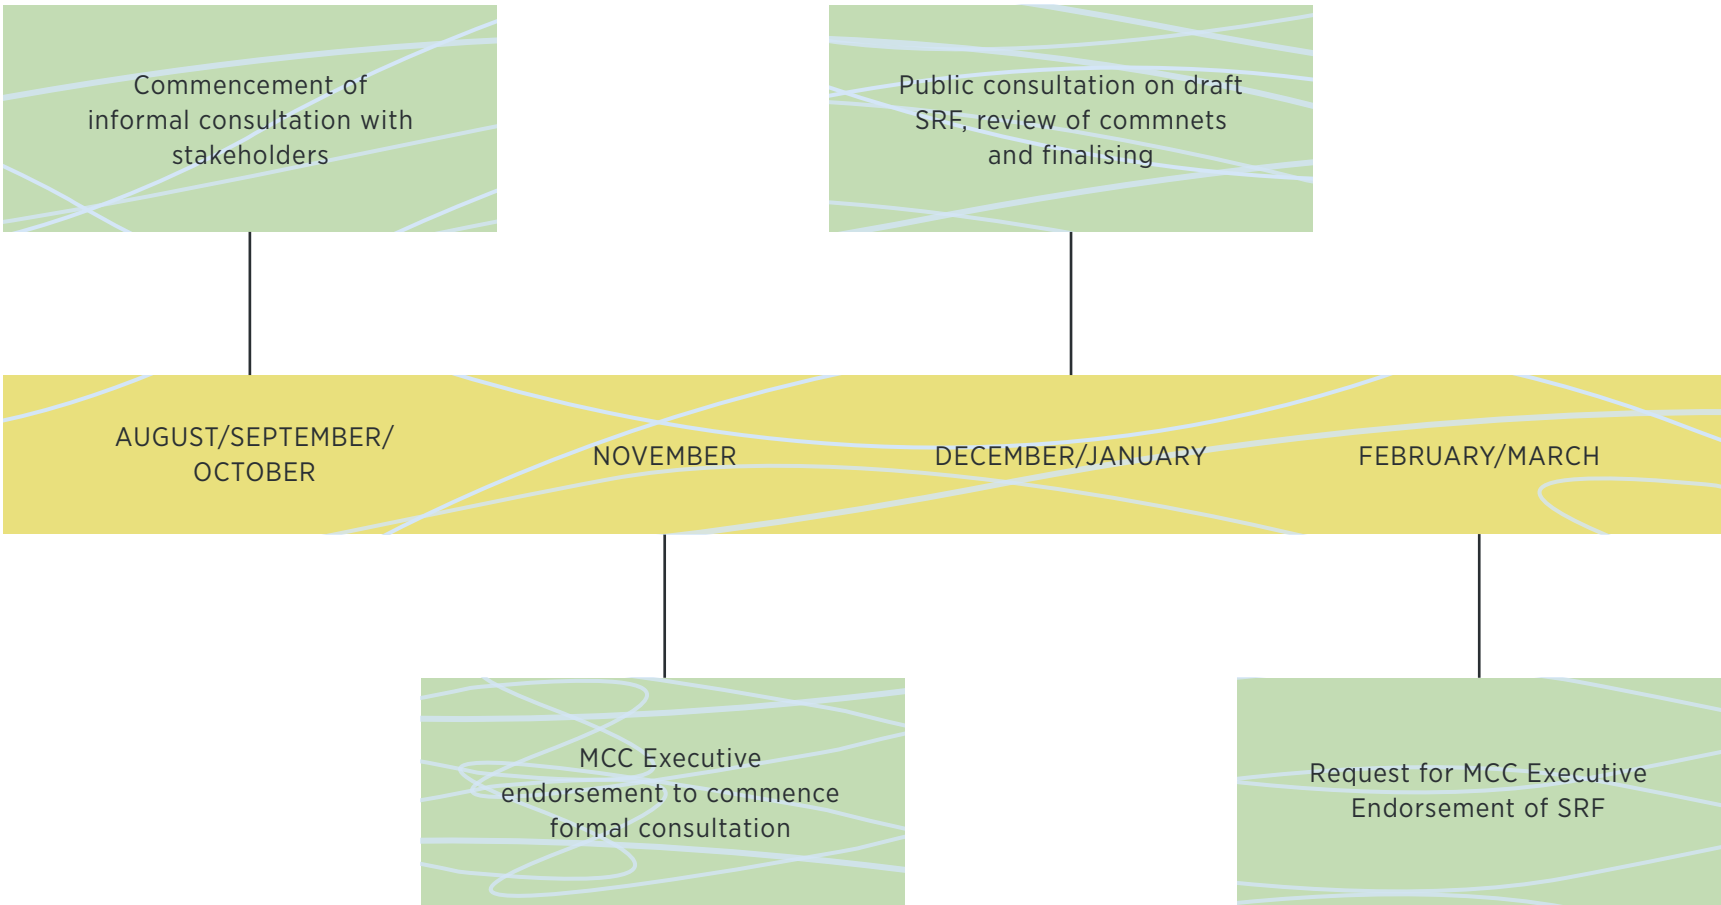 Commencement of
informal consultation with
stakeholders
Public consultation on draft
SRF, review of commnets
and finalising
AUGUST/SEPTEMBER/
OCTOBER
NOVEMBER
DECEMBER/JANUARY
FEBRUARY/MARCH
MCC Executive
endorsement to commence
formal consultation
Request for MCC Executive
Endorsement of SRF